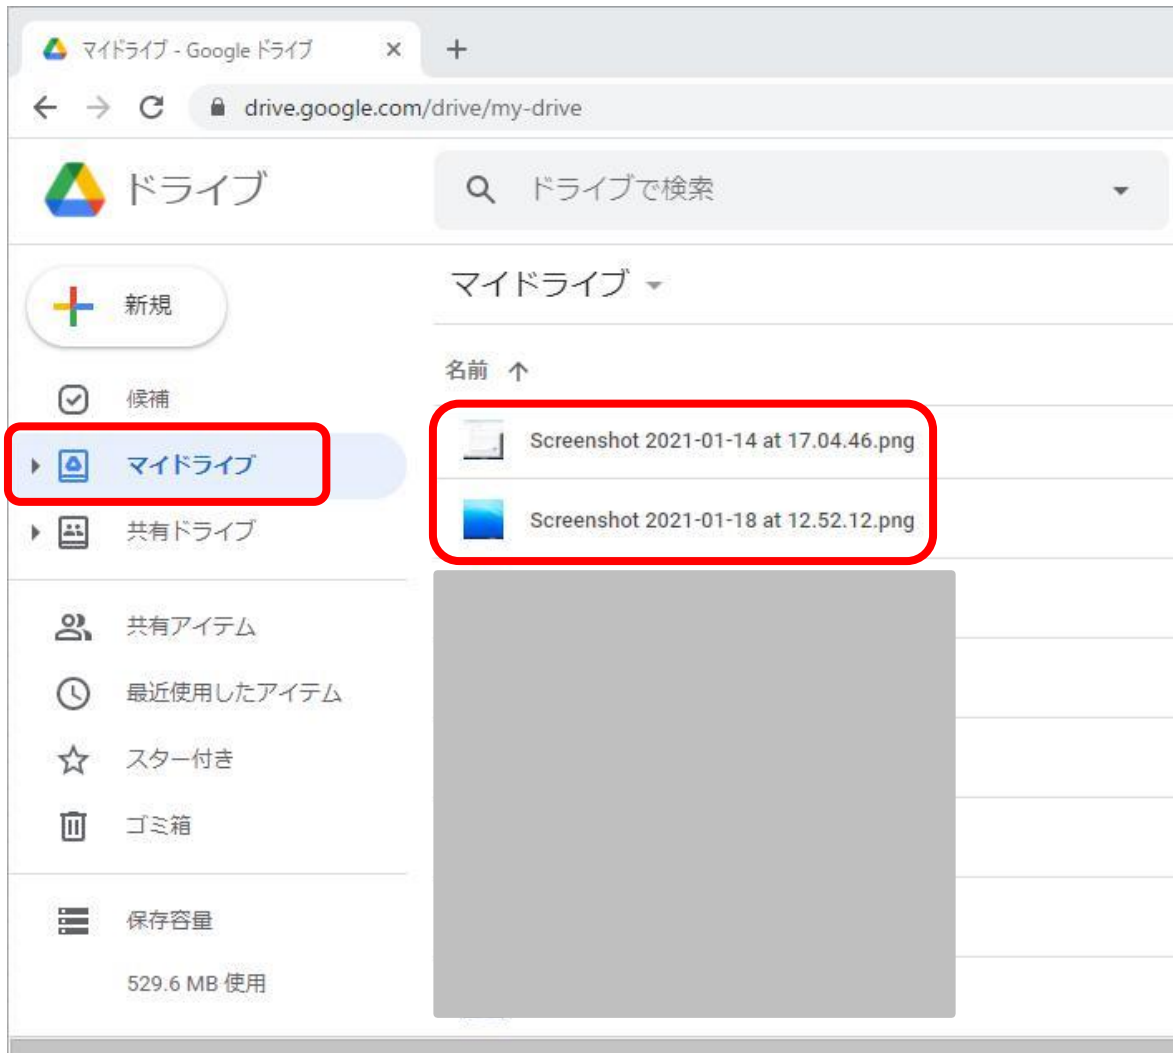 マイドライブ - Google ドライブ
drive.google.com/drive/my-drive
ドライブ
ドライブで検索
新規
候補
マイドライブ
共有ドライブ
共有アイテム
最近使用したアイテム
スター付き
ゴミ箱
保存容量
529.6 MB 使用
マイドライブ
名前
Screenshot 2021-01-14 at 17.04.46.png
Screenshot 2021-01-18 at 12.52.12.png